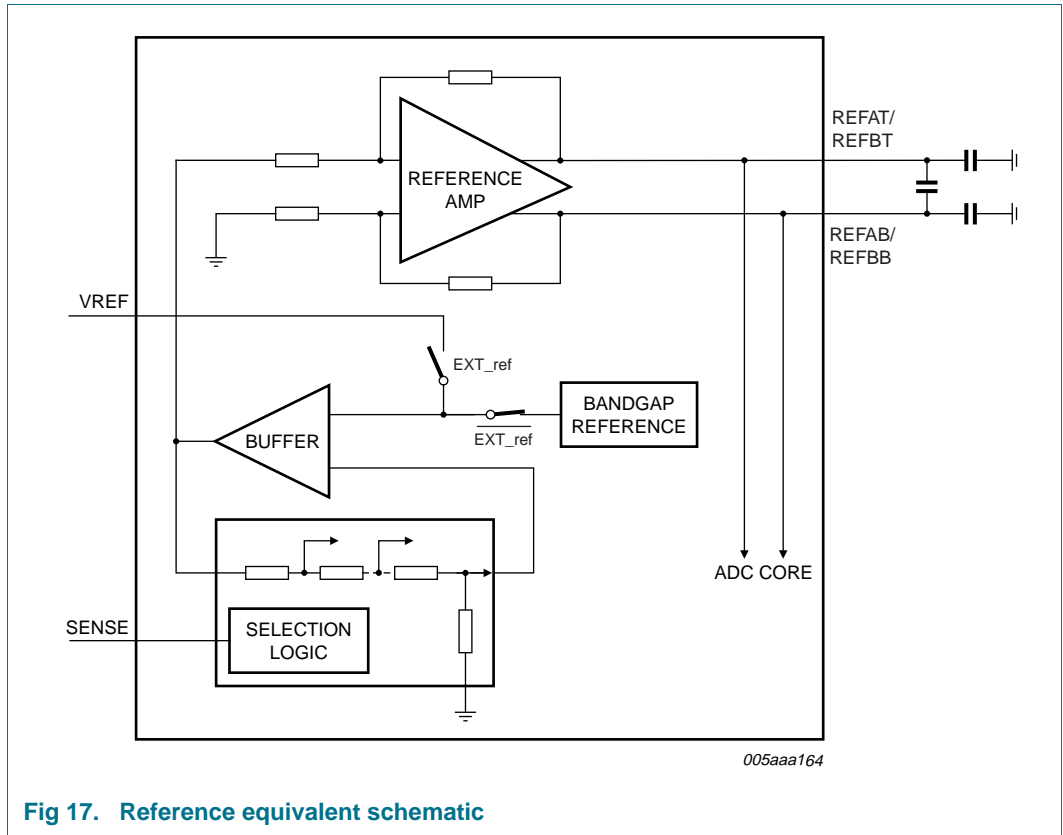 REFERENCE
AMP
REFAT/
REFBT
REFAB/
REFBB
VREF
EXT_ref
BUFFER
EXT_ref
BANDGAP
REFERENCE
ADC CORE
SENSE
SELECTION
LOGIC
005aaa164
Fig 17. Reference equivalent schematic